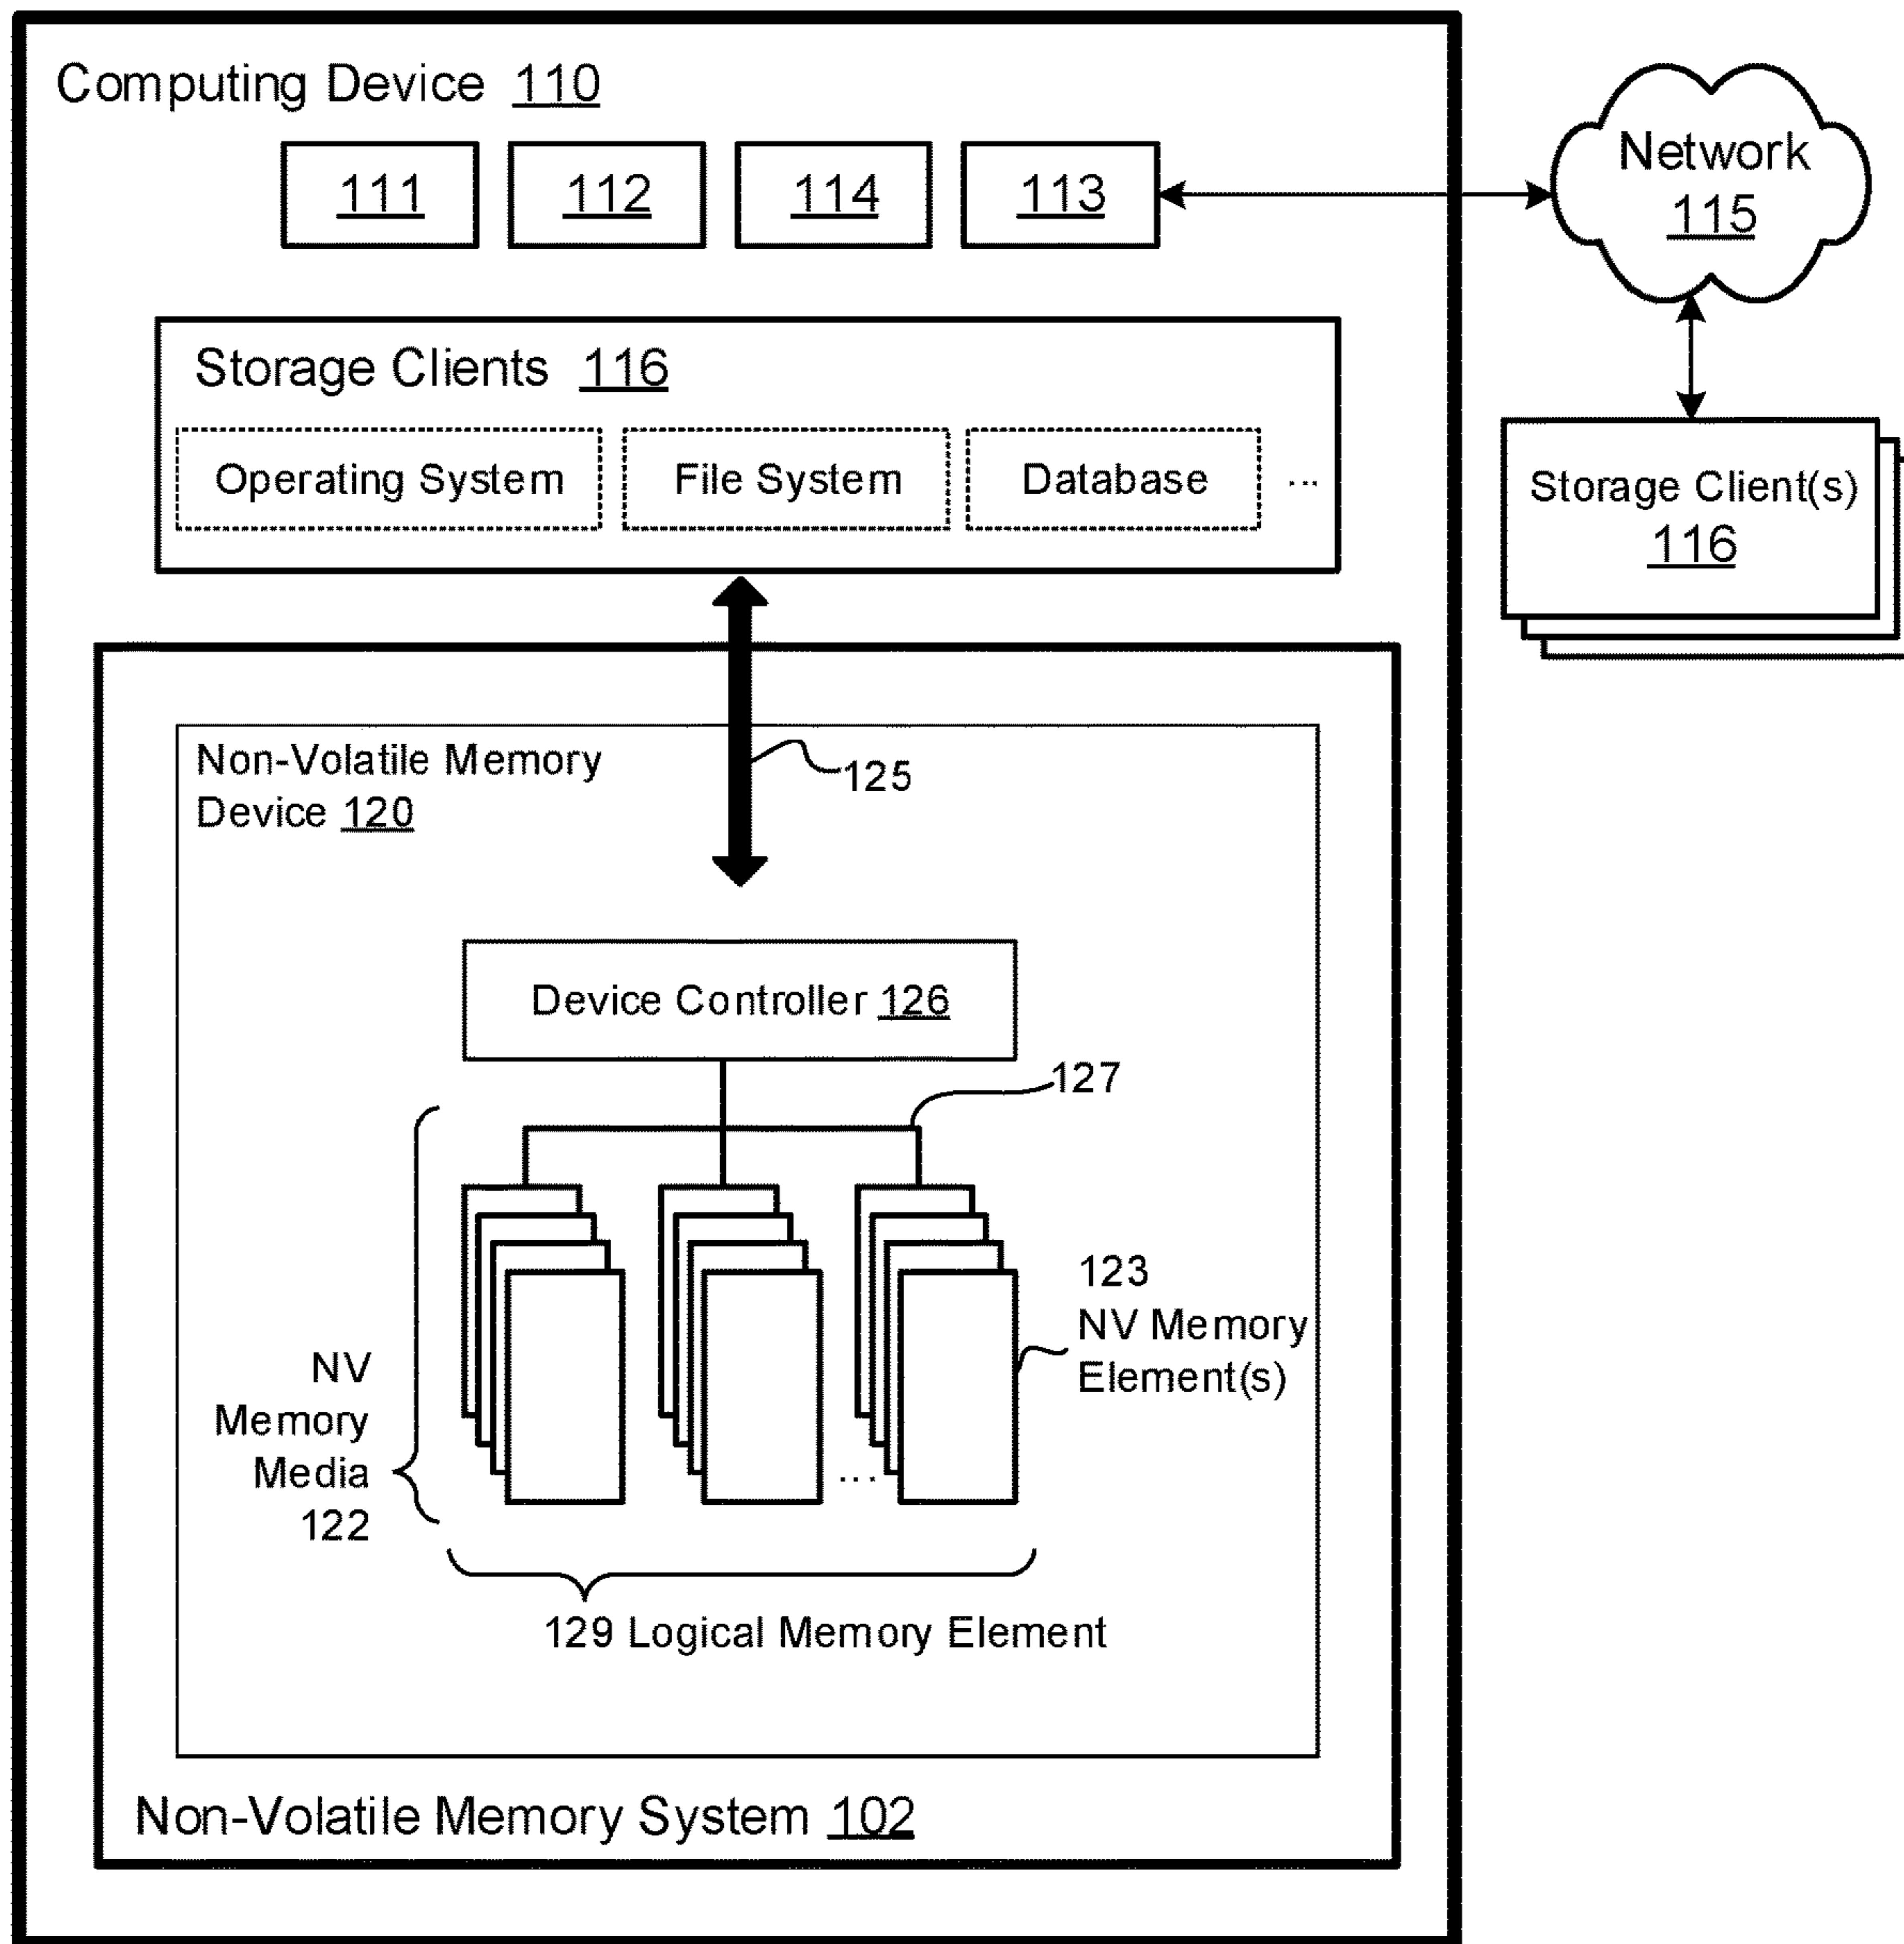 Computing Device 110
111
112
114
113
Network
115
Storage Clients 116
Operating System
File System
Database
...
Storage Client(s)
116
Non-Volatile Memory
Device 120
125
Device Controller 126
127
123
NV Memory
Element(s)
NV
Memory
Media
122
...
129 Logical Memory Element
Non-Volatile Memory System 102